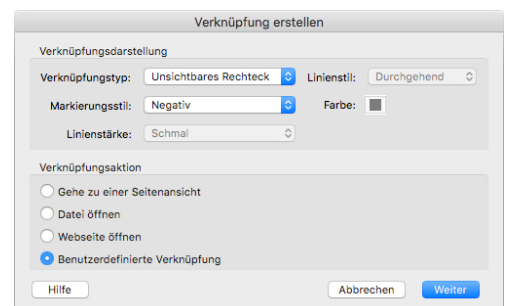 Verknüpfung erstellen
Verknüpfungsdarstellung
Verknüpfungstyp: Unsichtbares Rechteck Linienstil: Durchgehend
Markierungsstil: Negativ Farbe:
Linienstärke: Schmal
Verknüpfungsaktion
Gehe zu einer Seitenansicht
Datei öffnen
Webseite öffnen
Benutzerdefinierte Verknüpfung
Hilfe Abbrechen Weiter